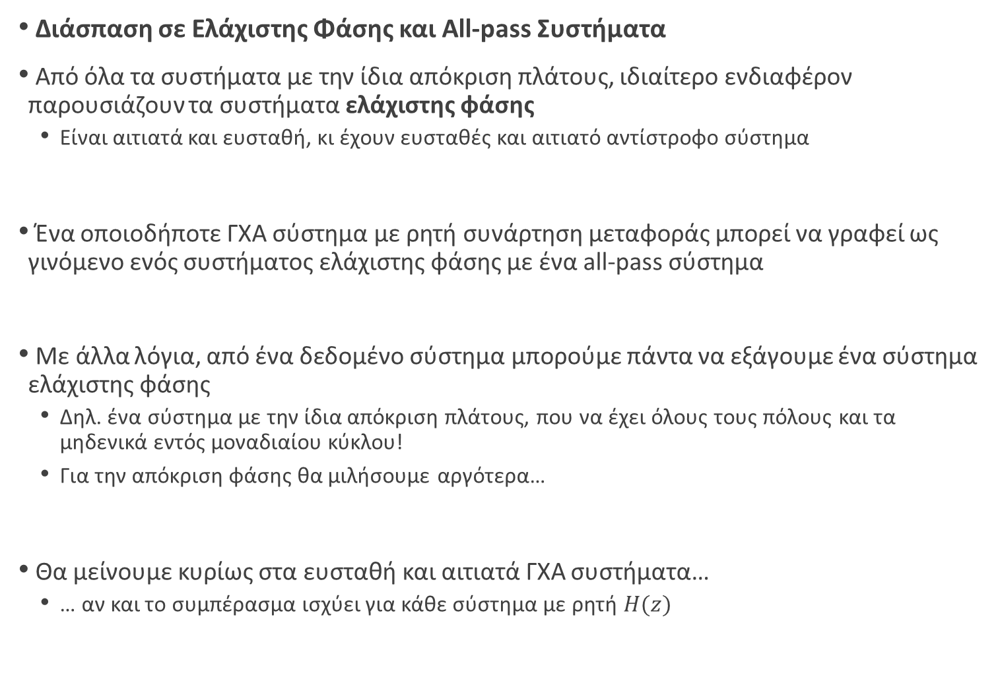 • Διάσπαση σε Ελάχιστης Φάσης και All-pass Συστήματα
• Από όλα τα συστήματα με την ίδια απόκριση πλάτους, ιδιαίτερο ενδιαφέρον
παρουσιάζουν τα συστήματα ελάχιστης φάσης
• Είναι αιτιατά και ευσταθή, κι έχουν ευσταθές και αιτιατό αντίστροφο σύστημα
• Ένα οποιοδήποτε ΓΧΑ σύστημα με ρητή συνάρτηση μεταφοράς μπορεί να γραφεί ως
γινόμενο ενός συστήματος ελάχιστης φάσης με ένα all-pass σύστημα
• Με άλλα λόγια, από ένα δεδομένο σύστημα μπορούμε πάντα να εξάγουμε ένα σύστημα
ελάχιστης φάσης
• Δηλ. ένα σύστημα με την ίδια απόκριση πλάτους, που να έχει όλους τους πόλους και τα
μηδενικά εντός μοναδιαίου κύκλου!
• Για την απόκριση φάσης θα μιλήσουμε αργότερα…
• Θα μείνουμε κυρίως στα ευσταθή και αιτιατά ΓΧΑ συστήματα…
• … αν και το συμπέρασμα ισχύει για κάθε σύστημα με ρητή H(z)